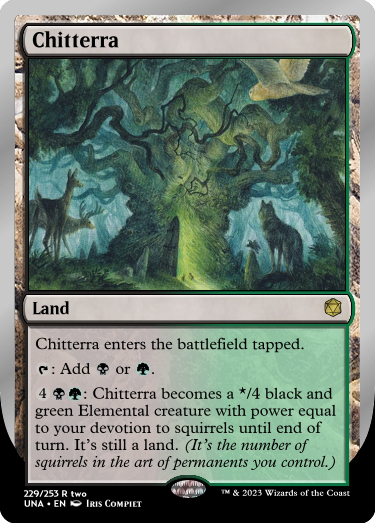 Chitterra
Land
Chitterra enters the battlefield tapped.
: Add or .
4 : Chitterra becomes a */4 black and
green Elemental creature with power equal
to your devotion to squirrels until end of
turn. It's still a land. (It's the number of
squirrels in the art of permanents you control.)
229/253 R two
UNA • EN Iris Compiet
™ & © 2023 Wizards of the Coast